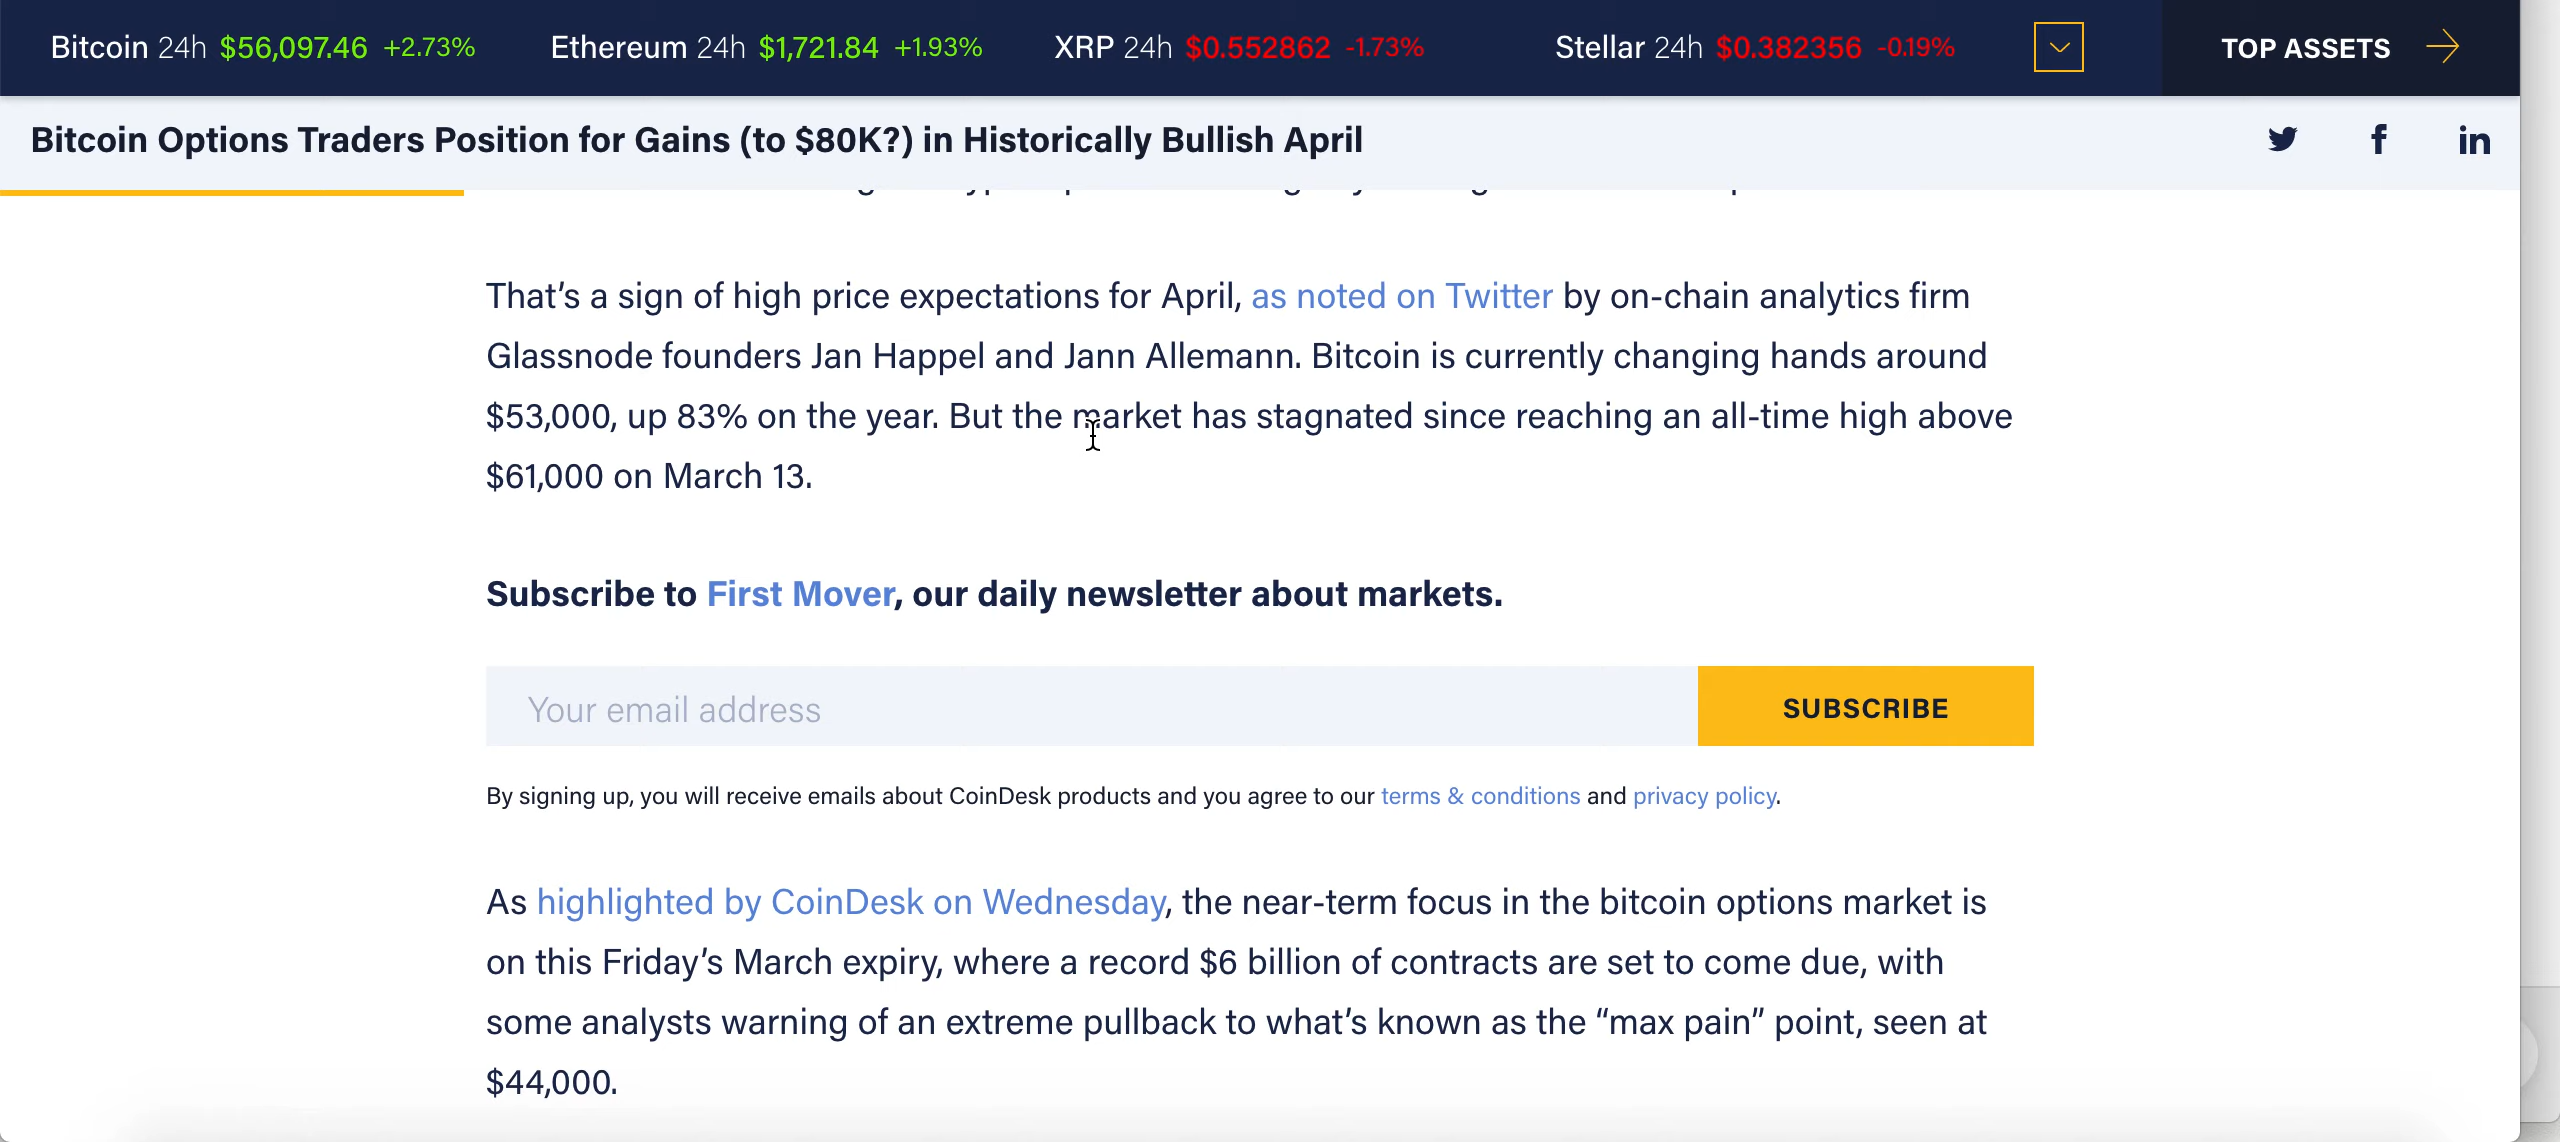 Bitcoin 24h $56,097.46 +2.73% Ethereum 24h $1,721.84 +1.93% XRP 24h $0.552862 -1.73% Stellar 24h $0.382356 -0.19% TOP ASSETS
Bitcoin Options Traders Position for Gains (to $80K?) in Historically Bullish April
That’s a sign of high price expectations for April, as noted on Twitter by on-chain analytics firm
Glassnode founders Jan Happel and Jann Allemann. Bitcoin is currently changing hands around
$53,000, up 83% on the year. But the market has stagnated since reaching an all-time high above
$61,000 on March 13.
Subscribe to First Mover, our daily newsletter about markets.
Your email address SUBSCRIBE
By signing up, you will receive emails about CoinDesk products and you agree to our terms & conditions and privacy policy.
As highlighted by CoinDesk on Wednesday, the near-term focus in the bitcoin options market is
on this Friday’s March expiry, where a record $6 billion of contracts are set to come due, with
some analysts warning of an extreme pullback to what’s known as the “max pain” point, seen at
$44,000.